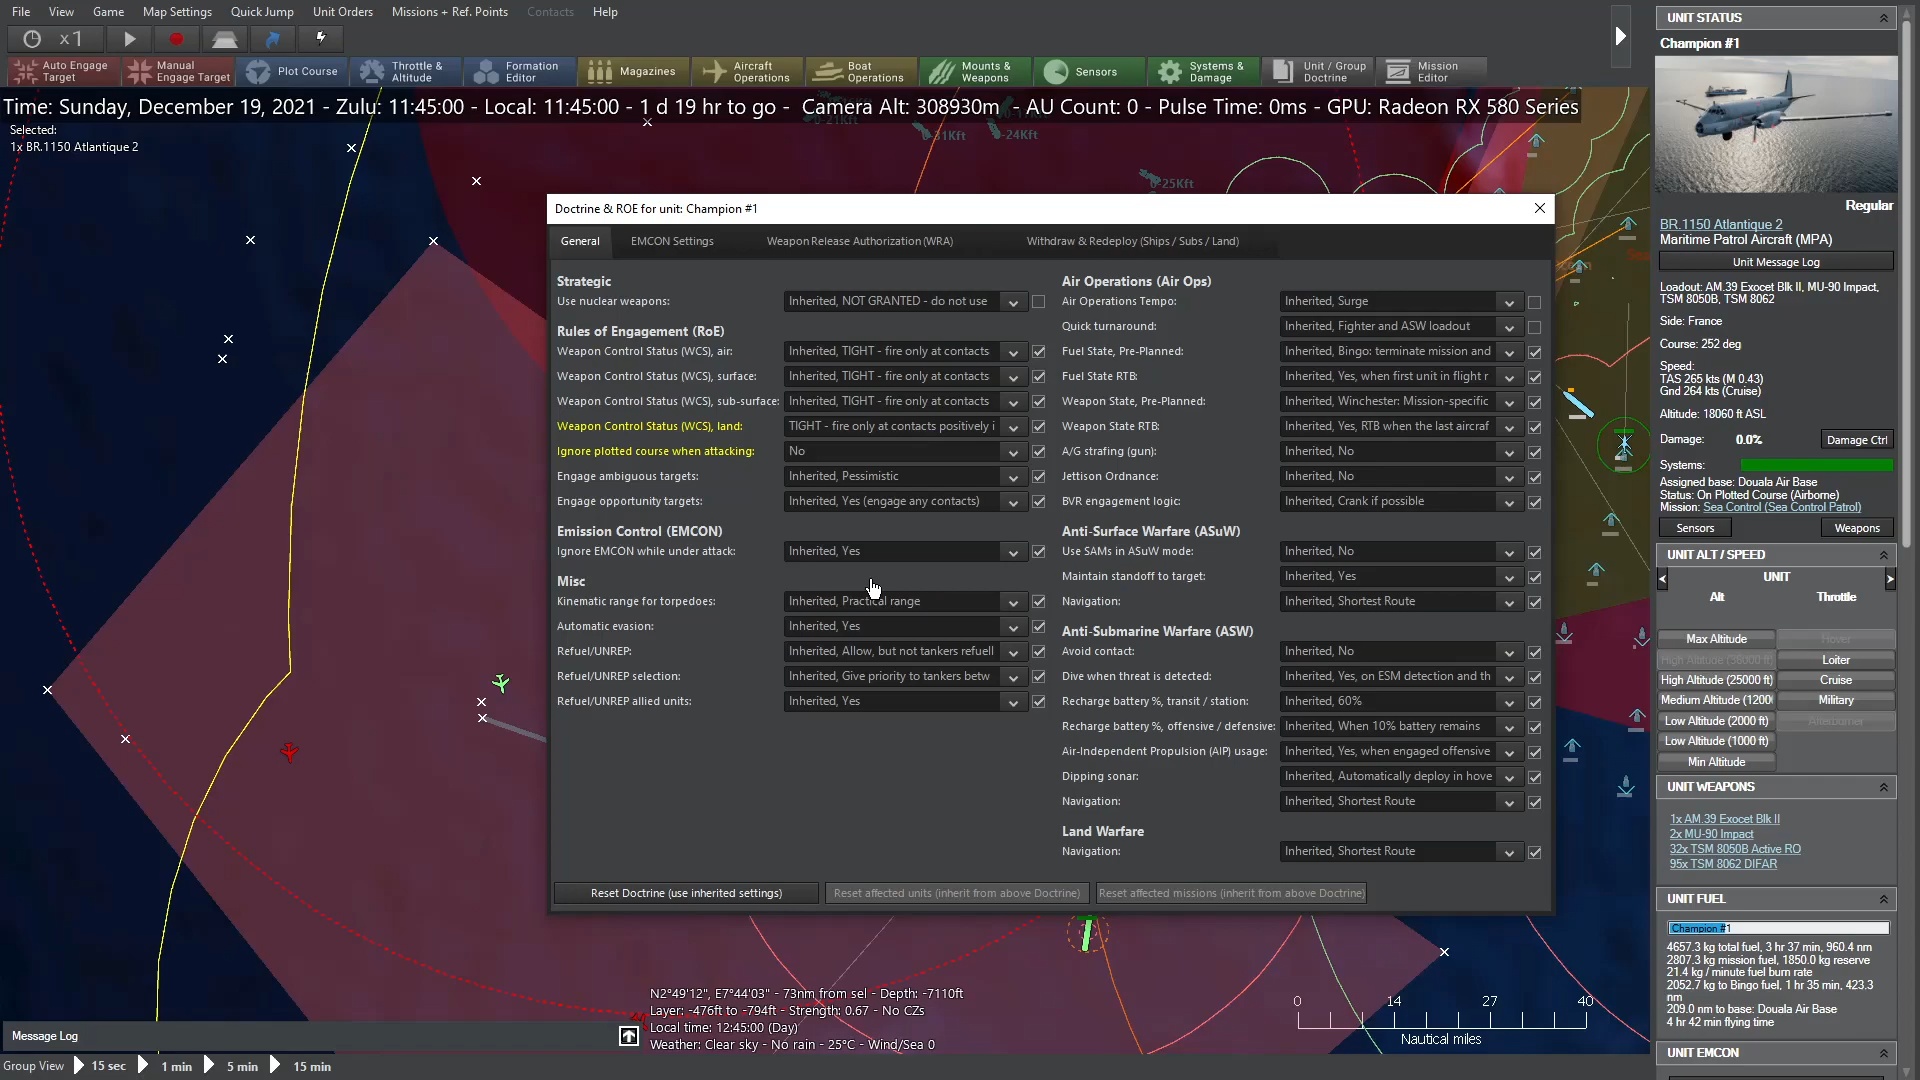 File View Game Map Settings Quick Jump Unit Orders Missions + Ref. Points Contacts Help
x1
Auto Engage Target
Manual Engage Target
Plot Course
Throttle & Altitude
Formation Editor
Magazines
Aircraft Operations
Boat Operations
Mounts & Weapons
Sensors
Systems & Damage
Unit / Group Doctrine
Mission Editor
Time: Sunday, December 19, 2021 - Zulu: 11:45:00 - Local: 11:45:00 - 1 d 19 hr to go - Camera Alt: 308930m - AU Count: 0 - Pulse Time: 0ms - GPU: Radeon RX 580 Series
Selected:
1x BR.1150 Atlantique 2
-31Kft
-24Kft
-25Kft
Doctrine & ROE for unit: Champion #1
General EMCON Settings Weapon Release Authorization (WRA) Withdraw & Redeploy (Ships / Subs / Land)
Strategic
Use nuclear weapons: Inherited, NOT GRANTED - do not use
Rules of Engagement (RoE)
Weapon Control Status (WCS), air: Inherited, TIGHT - fire only at contacts
Weapon Control Status (WCS), surface: Inherited, TIGHT - fire only at contacts
Weapon Control Status (WCS), sub-surface: Inherited, TIGHT - fire only at contacts
Weapon Control Status (WCS), land: TIGHT - fire only at contacts positively i
Ignore plotted course when attacking: No
Engage ambiguous targets: Inherited, Pessimistic
Engage opportunity targets: Inherited, Yes (engage any contacts)
Emission Control (EMCON)
Ignore EMCON while under attack: Inherited, Yes
Misc
Kinematic range for torpedoes: Inherited, Practical range
Automatic evasion: Inherited, Yes
Refuel/UNREP: Inherited, Allow, but not tankers refuell
Refuel/UNREP selection: Inherited, Give priority to tankers betw
Refuel/UNREP allied units: Inherited, Yes
Air Operations (Air Ops)
Air Operations Tempo: Inherited, Surge
Quick turnaround: Inherited, Fighter and ASW loadout
Fuel State, Pre-Planned: Inherited, Bingo: terminate mission and
Fuel State RTB: Inherited, Yes, when first unit in flight r
Weapon State, Pre-Planned: Inherited, Winchester: Mission-specific
Weapon State RTB: Inherited, Yes, RTB when the last aircraf
A/G strafing (gun): Inherited, No
Jettison Ordnance: Inherited, No
BVR engagement logic: Inherited, Crank if possible
Anti-Surface Warfare (ASuW)
Use SAMs in ASuW mode: Inherited, No
Maintain standoff to target: Inherited, Yes
Navigation: Inherited, Shortest Route
Anti-Submarine Warfare (ASW)
Avoid contact: Inherited, No
Dive when threat is detected: Inherited, Yes, on ESM detection and th
Recharge battery %, transit / station: Inherited, 60%
Recharge battery %, offensive / defensive: Inherited, When 10% battery remains
Air-Independent Propulsion (AIP) usage: Inherited, Yes, when engaged offensive
Dipping sonar: Inherited, Automatically deploy in hove
Navigation: Inherited, Shortest Route
Land Warfare
Navigation: Inherited, Shortest Route
Reset Doctrine (use inherited settings) Reset affected units (inherit from above Doctrine) Reset affected missions (inherit from above Doctrine)
N2°49'12", E7°44'03" - 73nm from sel - Depth: -7110ft
Layer: -476ft to -794ft - Strength: 0.67 - No CZs
Local time: 12:45:00 (Day)
Weather: Clear sky - No rain - 25°C - Wind/Sea 0
0 14 27 40
Nautical miles
Message Log
Group View 15 sec 1 min 5 min 15 min
UNIT STATUS
Champion #1
Regular
BR.1150 Atlantique 2
Maritime Patrol Aircraft (MPA)
Unit Message Log
Loadout: AM.39 Exocet Blk II, MU-90 Impact,
TSM 8050B, TSM 8062
Side: France
Course: 252 deg
Speed:
TAS 265 kts (M 0.43)
Gnd 264 kts (Cruise)
Altitude: 18060 ft ASL
Damage: 0.0% Damage Ctrl
Systems:
Assigned base: Douala Air Base
Status: On Plotted Course (Airborne)
Mission: Sea Control (Sea Control Patrol)
Sensors Weapons
UNIT ALT / SPEED
UNIT
Alt Throttle
Max Altitude Hover
High Altitude (36000 ft) Loiter
High Altitude (25000 ft) Cruise
Medium Altitude (1200 Military
Low Altitude (2000 ft) Afterburner
Low Altitude (1000 ft)
Min Altitude
UNIT WEAPONS
1x AM.39 Exocet Blk II
2x MU-90 Impact
32x TSM 8050B Active RO
95x TSM 8062 DIFAR
UNIT FUEL
Champion #1
4657.3 kg total fuel, 3 hr 37 min, 960.4 nm
2807.3 kg mission fuel, 1850.0 kg reserve
21.4 kg / minute fuel burn rate
2052.7 kg to Bingo fuel, 1 hr 35 min, 423.3
nm
209.0 nm to base: Douala Air Base
4 hr 42 min flying time
UNIT EMCON